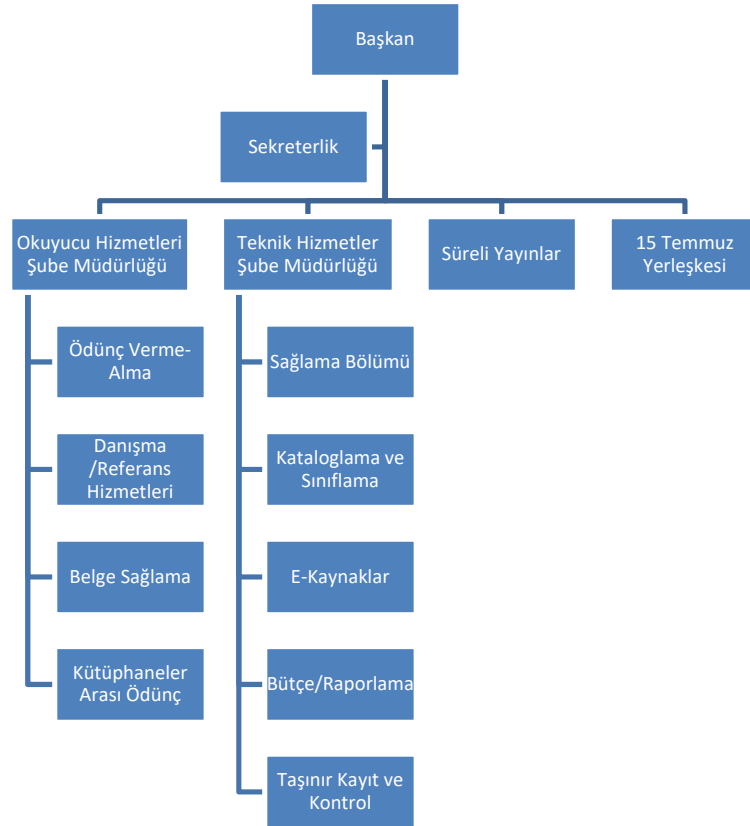 Başkan
Sekreterlik
Okuyucu Hizmetleri
Şube Müdürlüğü
Teknik Hizmetler
Şube Müdürlüğü
Süreli Yayınlar
15 Temmuz
Yerleşkesi
Ödünç Verme-
Alma
Danışma
/Referans
Hizmetleri
Belge Sağlama
Kütüphaneler
Arası Ödünç
Sağlama Bölümü
Kataloglama ve
Sınıflama
E-Kaynaklar
Bütçe/Raporlama
Taşınır Kayıt ve
Kontrol